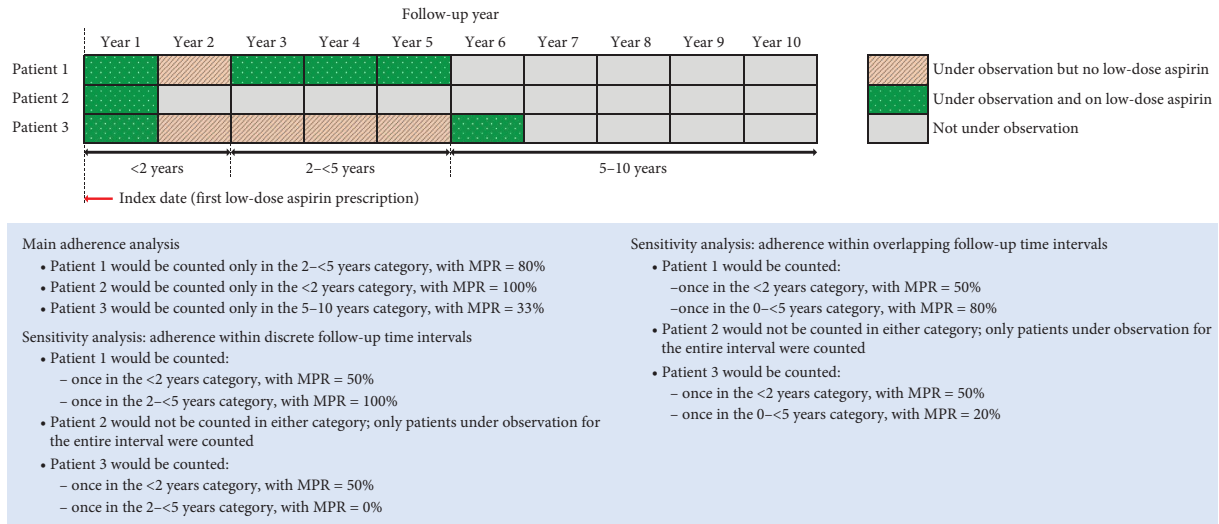 Follow-up year
Year 1 Year 2 Year 3 Year 4 Year 5 Year 6 Year 7 Year 8 Year 9 Year 10
Patient 1
Patient 2
Patient 3
<2 years 2–<5 years 5–10 years
Index date (first low-dose aspirin prescription)
Under observation but no low-dose aspirin
Under observation and on low-dose aspirin
Not under observation
Main adherence analysis
• Patient 1 would be counted only in the 2–<5 years category, with MPR = 80%
• Patient 2 would be counted only in the <2 years category, with MPR = 100%
• Patient 3 would be counted only in the 5–10 years category, with MPR = 33%
Sensitivity analysis: adherence within discrete follow-up time intervals
• Patient 1 would be counted:
– once in the <2 years category, with MPR = 50%
– once in the 2–<5 years category, with MPR = 100%
• Patient 2 would not be counted in either category; only patients under observation for
the entire interval were counted
• Patient 3 would be counted:
– once in the <2 years category, with MPR = 50%
– once in the 2–<5 years category, with MPR = 0%
Sensitivity analysis: adherence within overlapping follow-up time intervals
• Patient 1 would be counted:
–once in the <2 years category, with MPR = 50%
–once in the 0–<5 years category, with MPR = 80%
• Patient 2 would not be counted in either category; only patients under observation for
the entire interval were counted
• Patient 3 would be counted:
– once in the <2 years category, with MPR = 50%
– once in the 0–<5 years category, with MPR = 20%